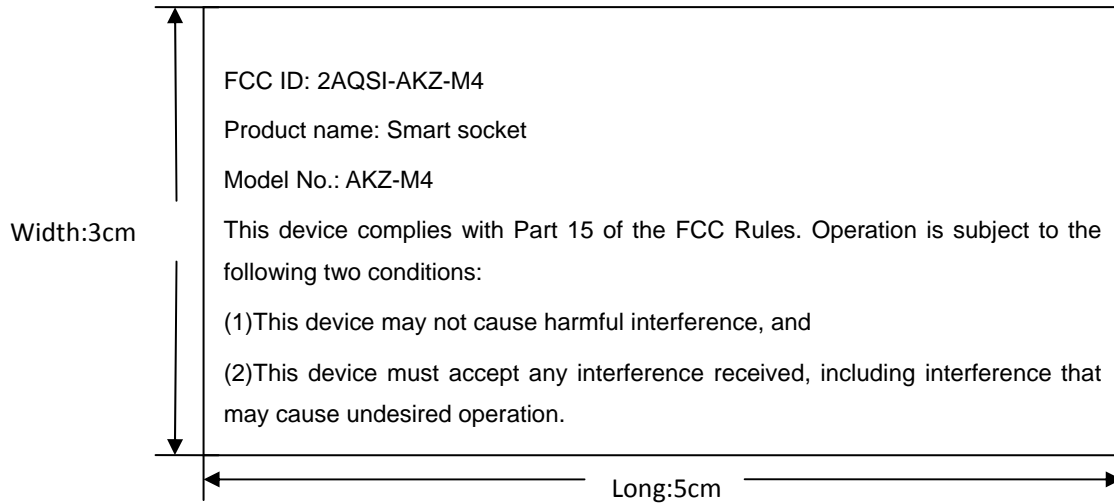 FCC ID: 2AQSI-AKZ-M4
Product name: Smart socket
Model No.: AKZ-M4
Width:3cm
This device complies with Part 15 of the FCC Rules. Operation is subject to the
following two conditions:
(1)This device may not cause harmful interference, and
(2)This device must accept any interference received, including interference that
may cause undesired operation.
Long:5cm